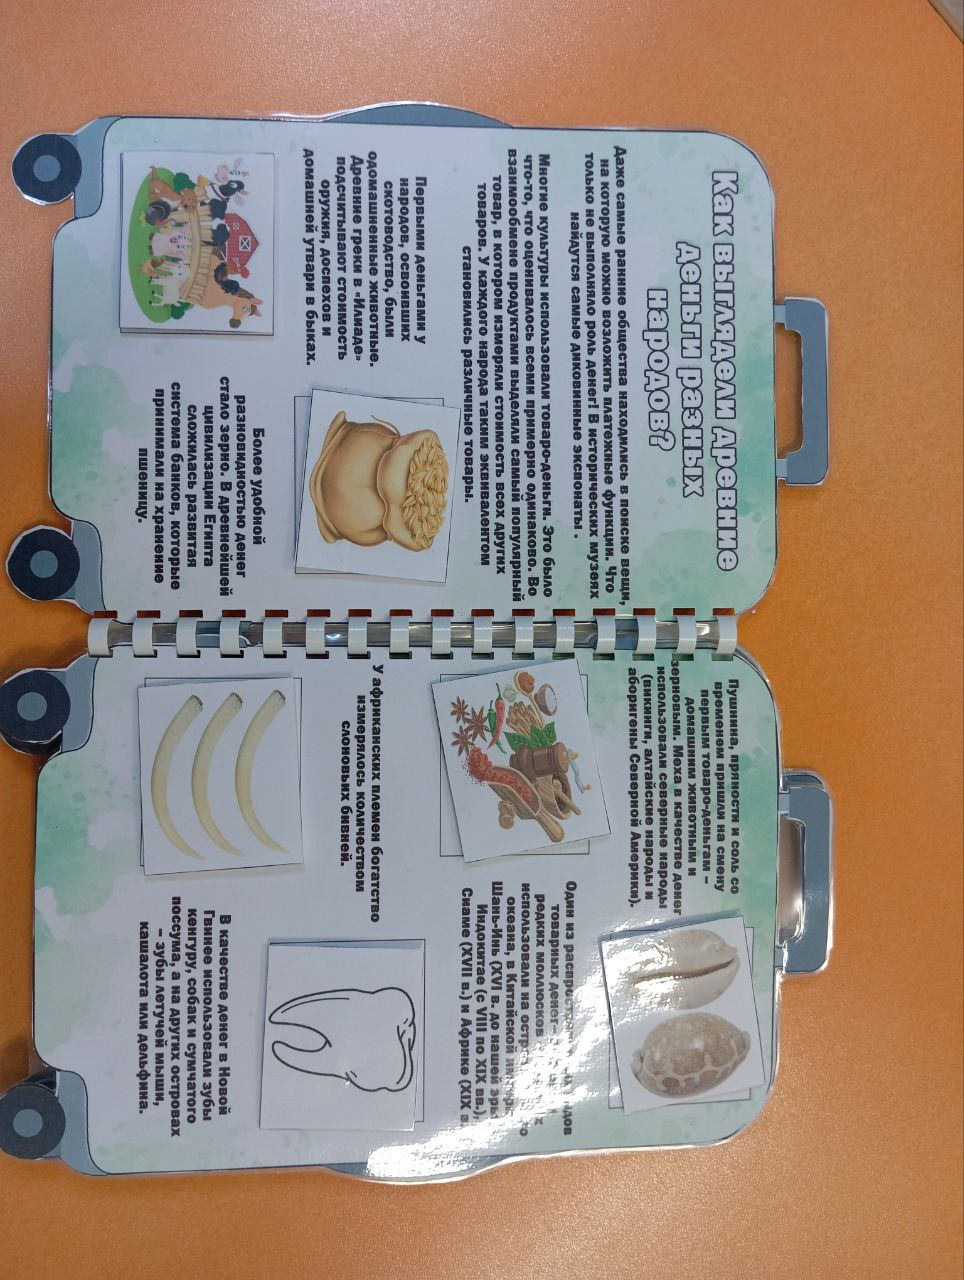 Как выглядели древние
деньги разных
народов?
Даже самые ранние общества находились в поиске вещи,
на которую можно возложить платежные функции. Что
только не выполняло роль денег! В исторических музеях
найдутся самые диковинные экспонаты .
Многие культуры использовали товаро-деньги. Это было
что-то, что оценивалось всеми примерно одинаково. Во
взаимообмене продуктами выделяли самый популярный
товар, в котором измеряли стоимость всех других
товаров. У каждого народа таким эквивалентом
становились различные товары.
Первыми деньгами у
народов, освоивших
скотоводство, были
одомашненные животные.
Древние греки в «Илиаде»
подсчитывают стоимость
оружия, доспехов и
домашней утвари в быках.
Более удобной
разновидностью денег
стало зерно. В древнейшей
цивилизации Египта
сложилась развитая
система банков, которые
принимали на хранение
пшеницу.
Пушнина, пряности и соль со
временем пришли на смену
первым товаро-деньгам –
домашним животным и
зерновым. Меха в качестве денег
использовали северные народы
(викинги, алтайские народы и
аборигены Северной Америки).
Один из
товарных денег
редких моллюсков
использовали на
океана, в Китайской
Шань-Инь (XVI в. до нашей эры
Индокитае (с VIII по XIX вв.),
Сиаме (XVII в.) и Африке (XIX в.
У африканских племен богатство
измерялось количеством
слоновьих бивней.
В качестве денег в Новой
Гвинее использовали зубы
кенгуру, собак и сумчатого
поссума, а на других островах
– зубы летучей мыши,
кашалота или дельфина.